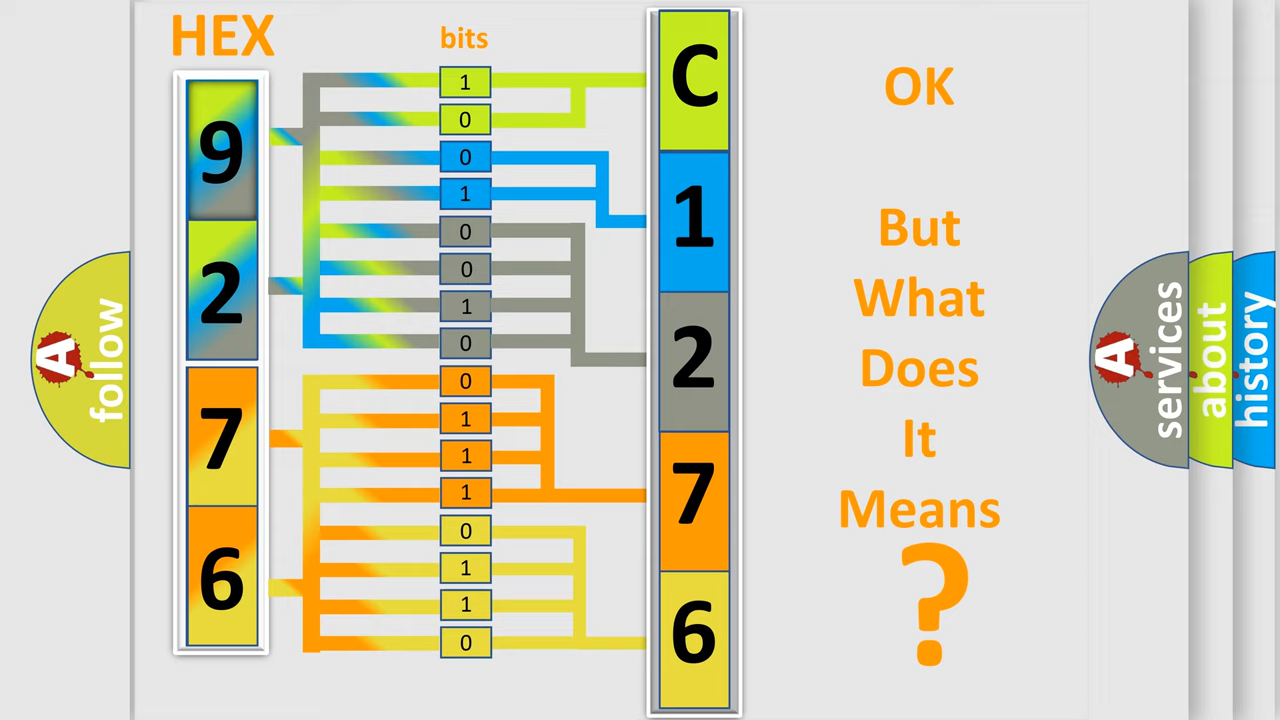 HEX
bits
9
2
7
6
1
0
0
1
0
0
1
0
0
1
1
1
0
1
1
0
C
1
2
7
6
OK
But
What
Does
It
Means
?
A
follow
A
services
about
history